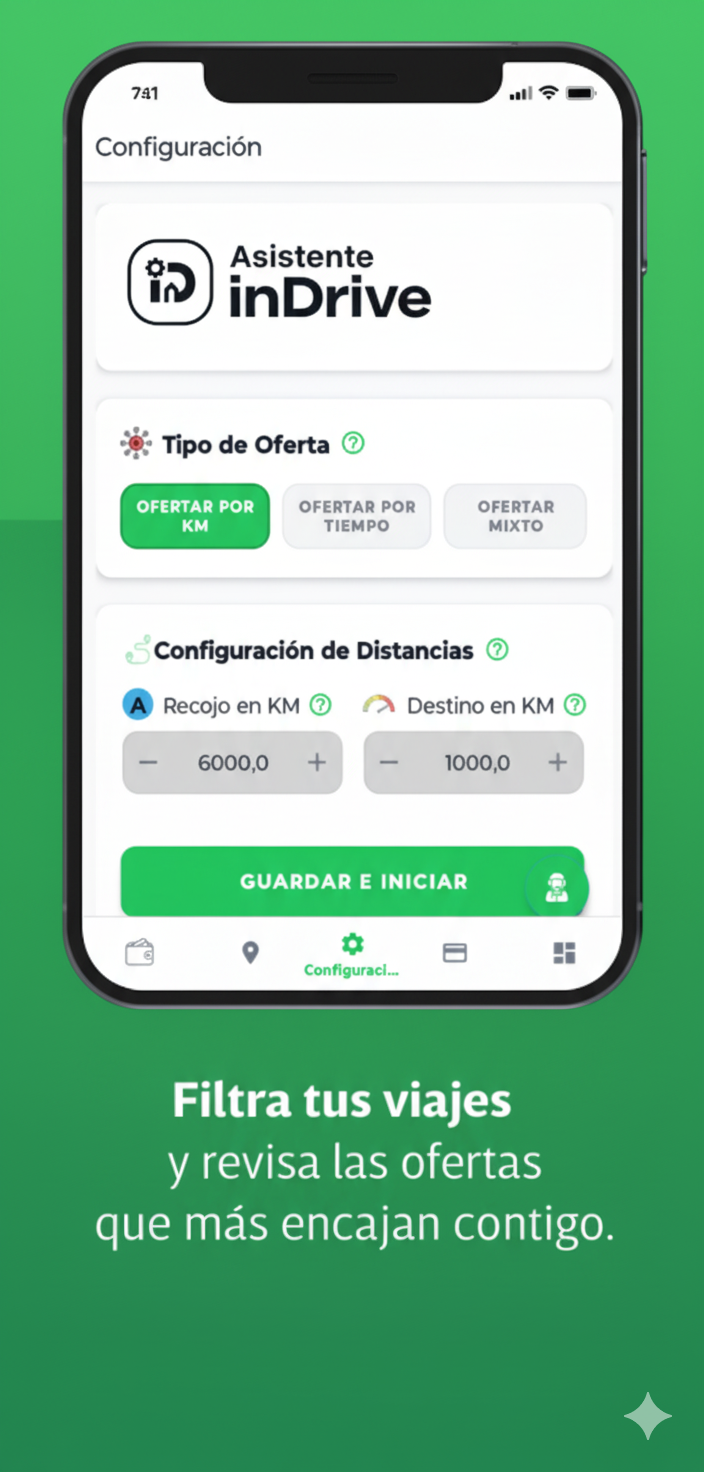 7:41
Configuración
Asistente
inDrive
Tipo de Oferta ?
OFERTAR POR KM
OFERTAR POR TIEMPO
OFERTAR MIXTO
Configuración de Distancias ?
A Recojo en KM ?
Destino en KM ?
− 6000,0 +
− 1000,0 +
GUARDAR E INICIAR
Configuraci...
Filtra tus viajes
y revisa las ofertas
que más encajan contigo.